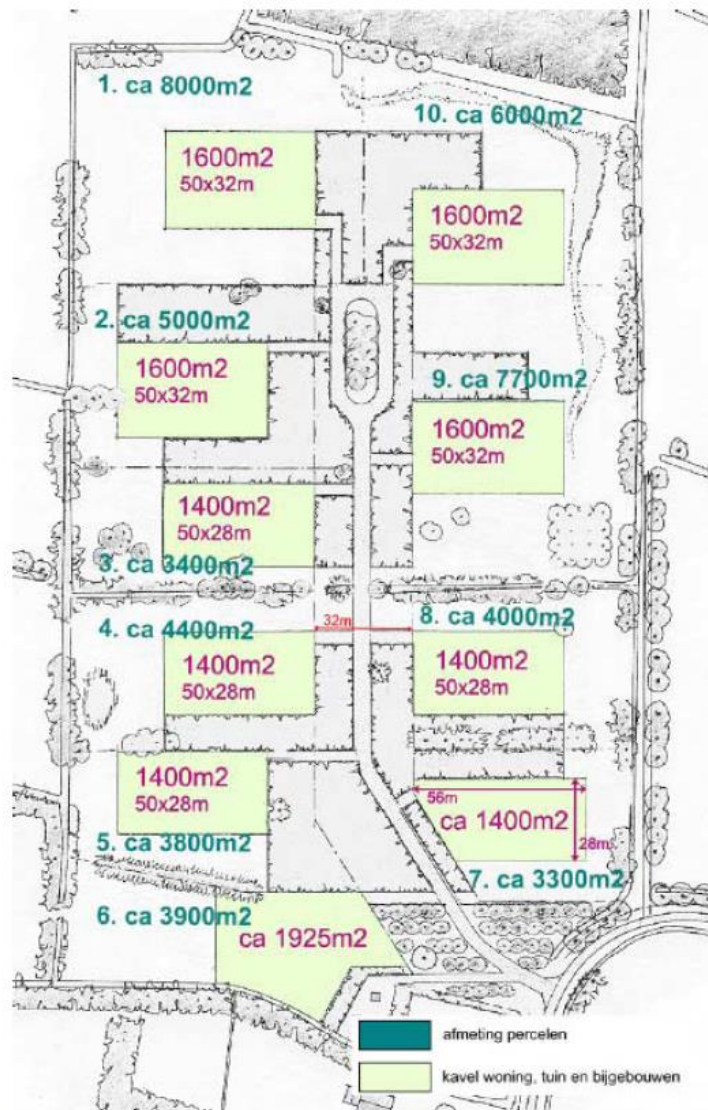 1. ca 8000m2
10. ca 6000m2
1600m2
50x32m
1600m2
50x32m
2. ca 5000m2
1600m2
50x32m
9. ca 7700m2
1600m2
50x32m
1400m2
50x28m
3. ca 3400m2
4. ca 4400m2
32m
8. ca 4000m2
1400m2
50x28m
1400m2
50x28m
1400m2
50x28m
56m
ca 1400m2
28m
5. ca 3800m2
7. ca 3300m2
6. ca 3900m2
ca 1925m2
afmeting percelen
kavel woning, tuin en bijgebouwen